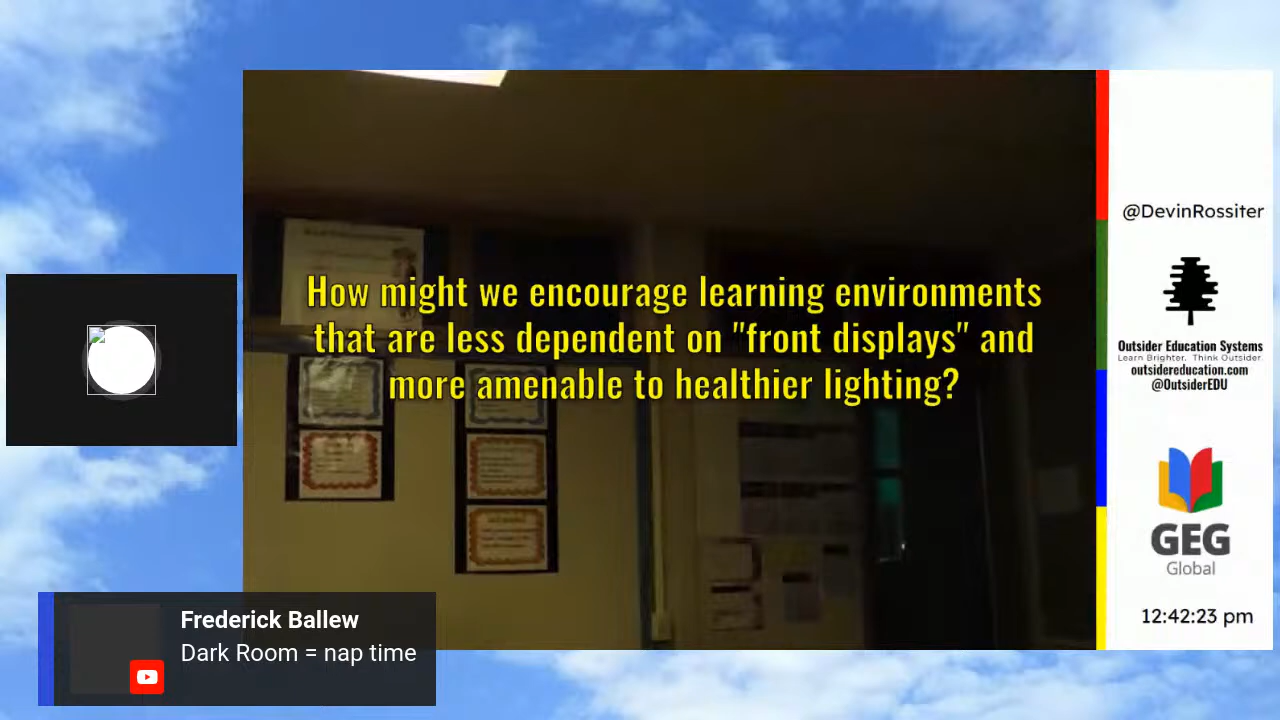 How might we encourage learning environments
that are less dependent on "front displays" and
more amenable to healthier lighting?
@DevinRossiter
Outsider Education Systems
Learn Brighter. Think Outsider.
outsidereducation.com
@OutsiderEDU
GEG
Global
12:42:23 pm
Frederick Ballew
Dark Room = nap time